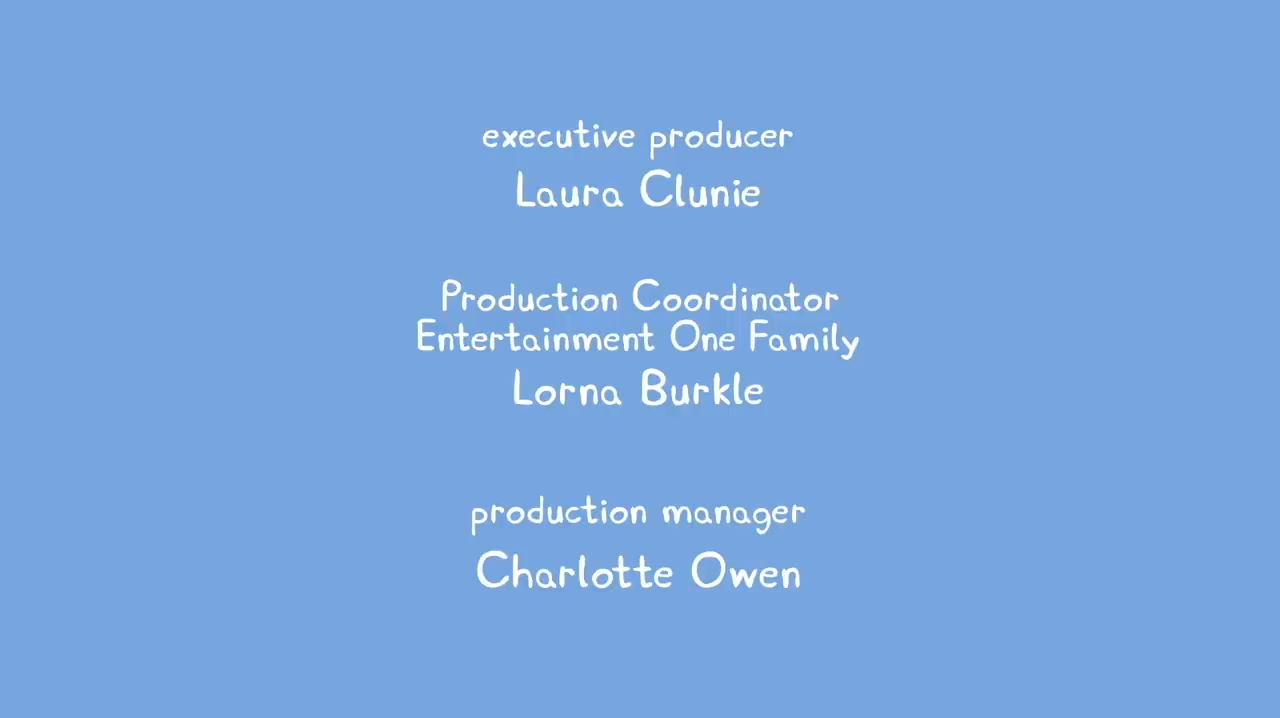 executive producer
Laura Clunie
Production Coordinator
Entertainment One Family
Lorna Burkle
production manager
Charlotte Owen